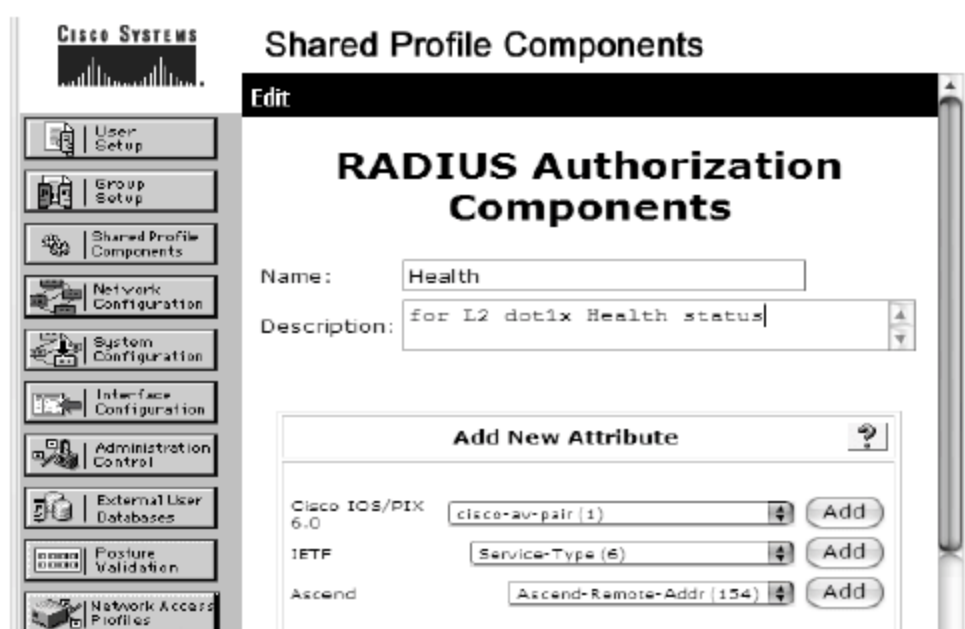 CISCO SYSTEMS
Shared Profile Components
Edit
User
Setup
Group
Setup
Shared Profile
Components
Network
Configuration
System
Configuration
Interface
Configuration
Administration
Control
External User
Databases
Posture
Validation
Network Access
Profiles
RADIUS Authorization
Components
Name: Health
Description: for L2 dot1x Health status
Add New Attribute ?
Cisco IOS/PIX
6.0 cisco-av-pair (1) Add
IETF Service-Type (6) Add
Ascend Ascend-Remote-Addr (154) Add